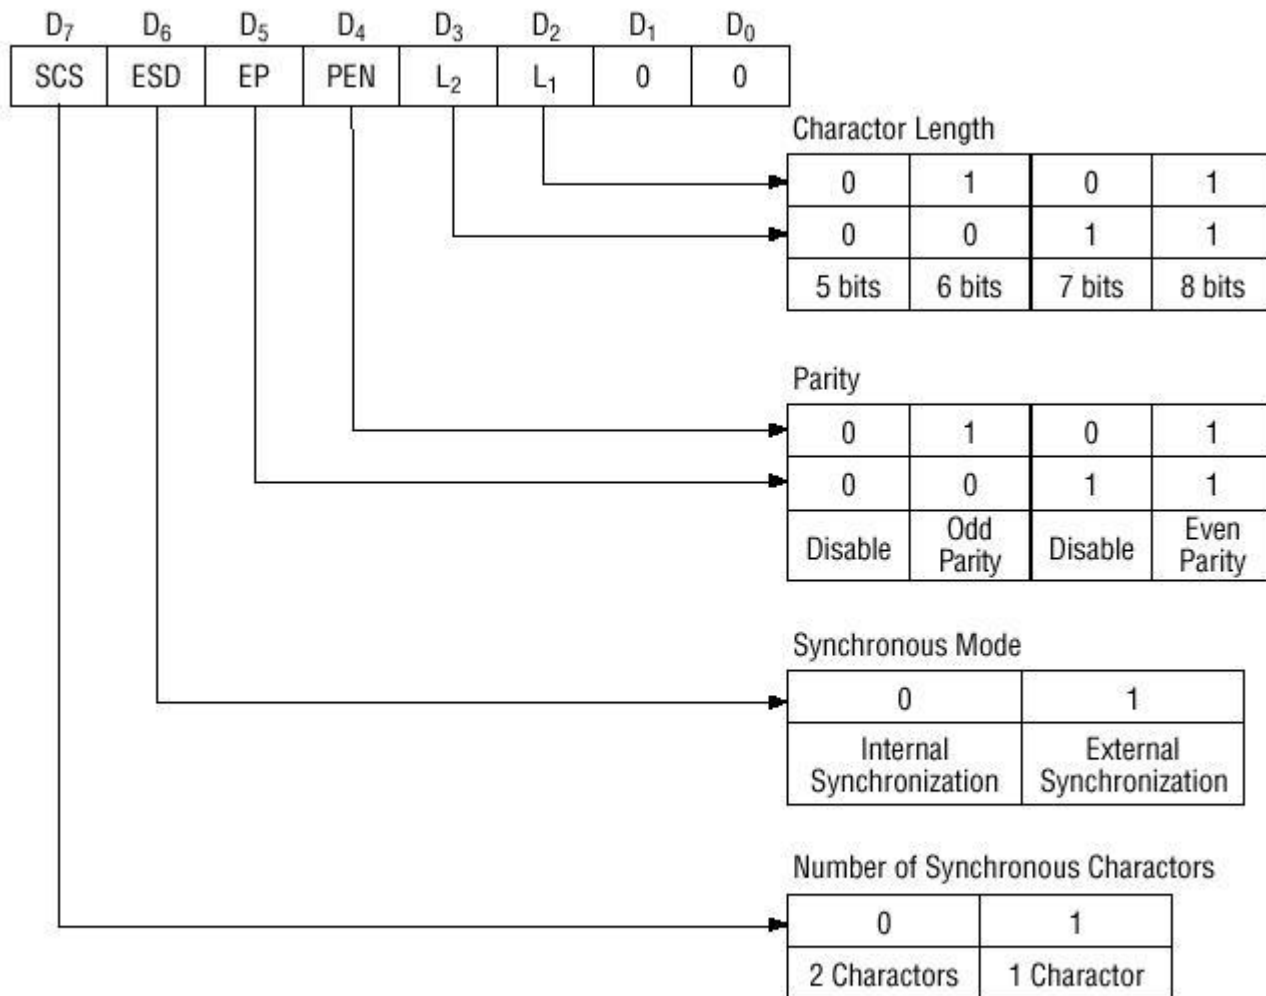 D7 D6 D5 D4 D3 D2 D1 D0
SCS ESD EP PEN L2 L1 0 0
Charactor Length
0 1 0 1
0 0 1 1
5 bits 6 bits 7 bits 8 bits
Parity
0 1 0 1
0 0 1 1
Disable Odd Parity Disable Even Parity
Synchronous Mode
0 1
Internal Synchronization External Synchronization
Number of Synchronous Charactors
0 1
2 Charactors 1 Charactor